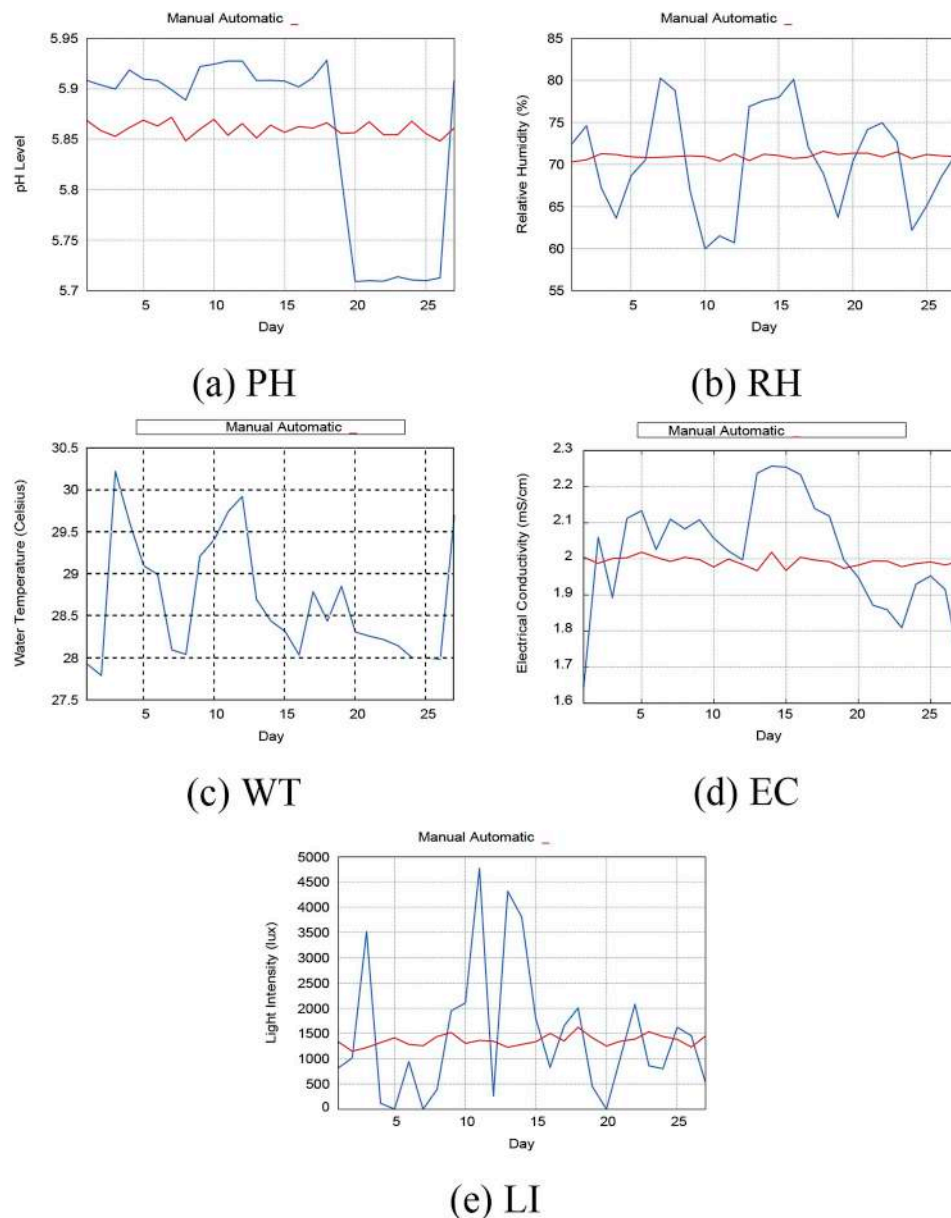 Manual Automatic _
5.95
5.9
5.85
5.8
5.75
5.7
pH Level
5 10 15 20 25
Day
(a) PH
Manual Automatic _
85
80
75
70
65
60
55
Relative Humidity (%)
5 10 15 20 25
Day
(b) RH
Manual Automatic _
30.5
30
29.5
29
28.5
28
27.5
Water Temperature (Celsius)
5 10 15 20 25
Day
(c) WT
Manual Automatic _
2.3
2.2
2.1
2
1.9
1.8
1.7
1.6
Electrical Conductivity (mS/cm)
5 10 15 20 25
Day
(d) EC
Manual Automatic _
5000
4500
4000
3500
3000
2500
2000
1500
1000
500
0
Light Intensity (lux)
5 10 15 20 25
Day
(e) LI